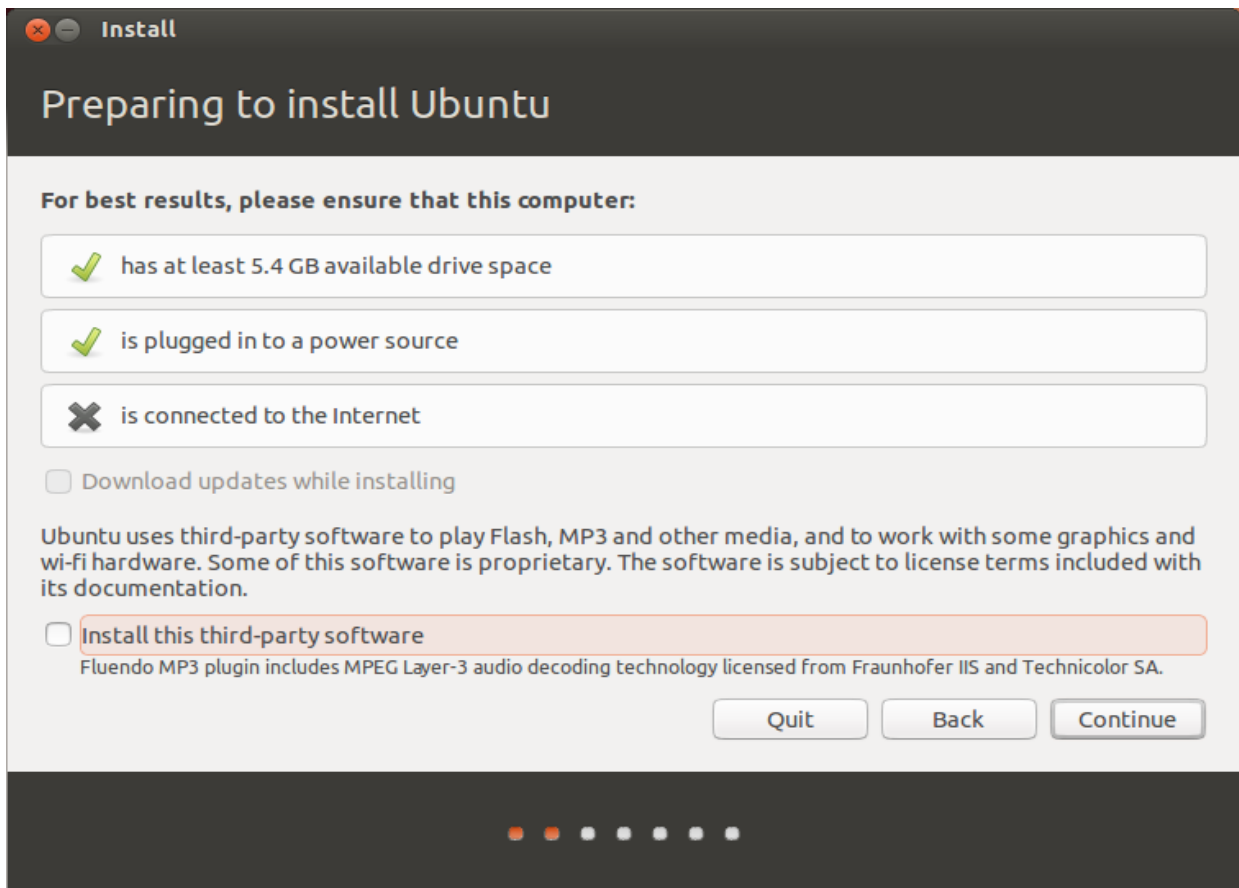 Install
Preparing to install Ubuntu
For best results, please ensure that this computer:
has at least 5.4 GB available drive space
is plugged in to a power source
is connected to the Internet
Download updates while installing
Ubuntu uses third-party software to play Flash, MP3 and other media, and to work with some graphics and
wi-fi hardware. Some of this software is proprietary. The software is subject to license terms included with
its documentation.
Install this third-party software
Fluendo MP3 plugin includes MPEG Layer-3 audio decoding technology licensed from Fraunhofer IIS and Technicolor SA.
Quit Back Continue